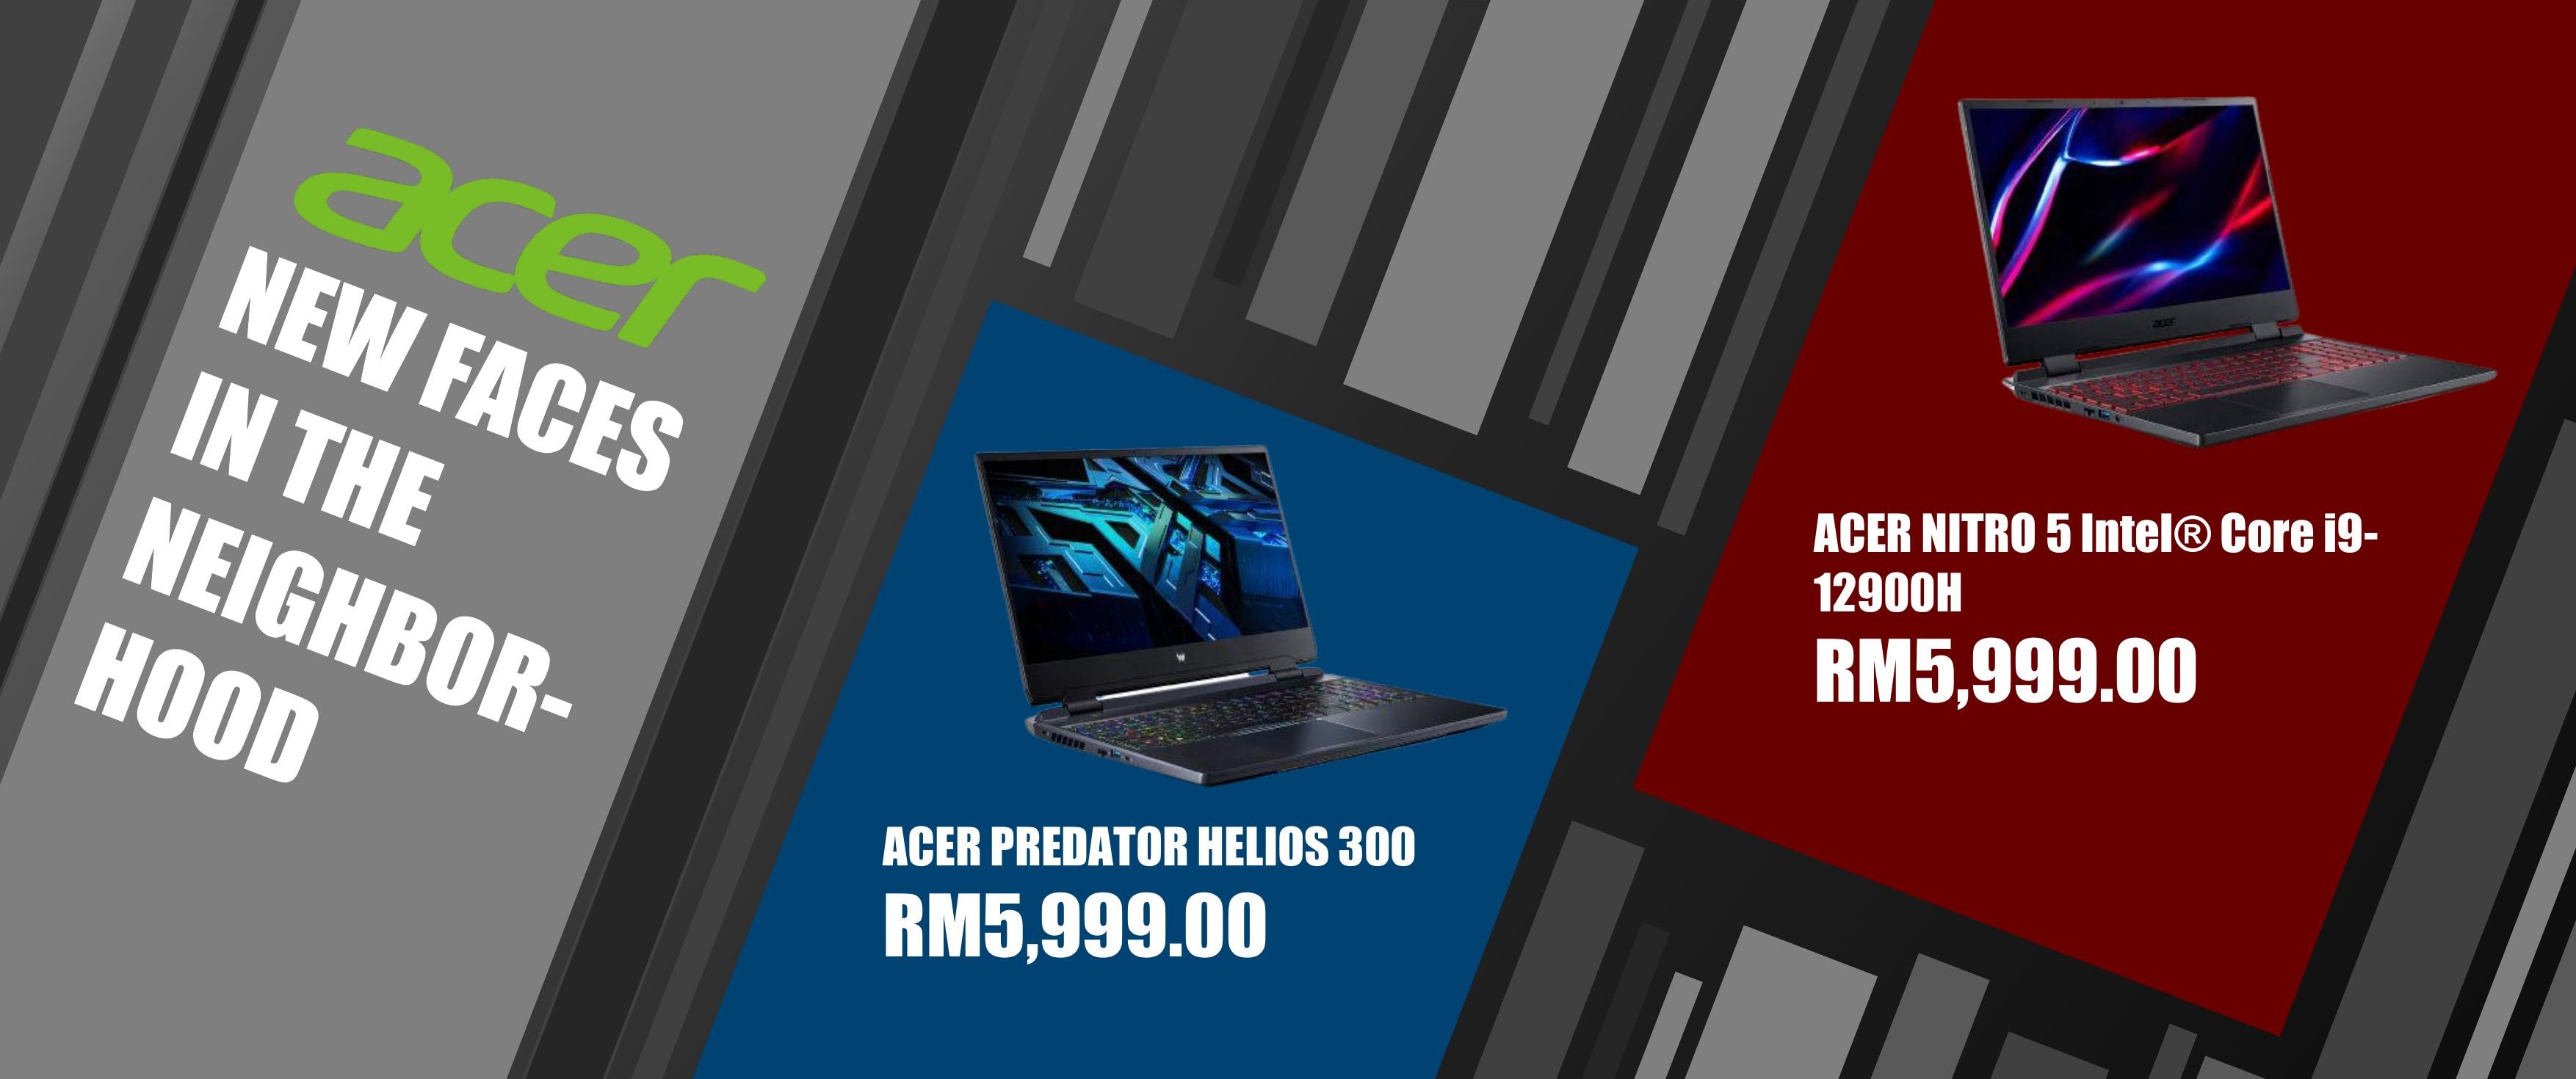 acer
NEW FACES
IN THE
NEIGHBOR-
HOOD
ACER PREDATOR HELIOS 300
RM5,999.00
acer
ACER NITRO 5 Intel® Core i9-
12900H
RM5,999.00